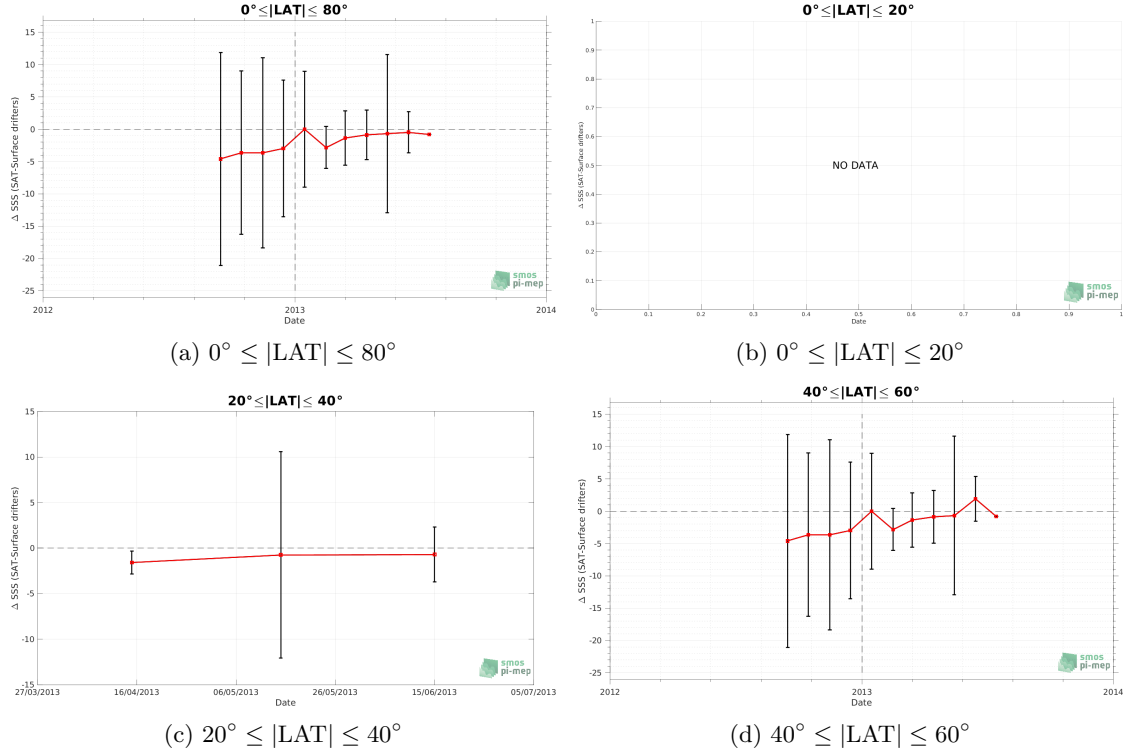 0°≤|LAT|≤ 80°
Δ SSS (SAT-Surface drifters)
15
10
5
0
-5
-10
-15
-20
-25
2012
2013
2014
Date
smos
pi-mep
(a) 0° ≤ |LAT| ≤ 80°
0°≤|LAT|≤ 20°
Δ SSS (SAT-Surface drifters)
1
0.9
0.8
0.7
0.6
0.5
0.4
0.3
0.2
0.1
0
NO DATA
0
0.1
0.2
0.3
0.4
0.5
0.6
0.7
0.8
0.9
1
Date
smos
pi-mep
(b) 0° ≤ |LAT| ≤ 20°
20°≤|LAT|≤ 40°
Δ SSS (SAT-Surface drifters)
15
10
5
0
-5
-10
-15
27/03/2013
16/04/2013
06/05/2013
26/05/2013
15/06/2013
05/07/2013
Date
smos
pi-mep
(c) 20° ≤ |LAT| ≤ 40°
40°≤|LAT|≤ 60°
Δ SSS (SAT-Surface drifters)
15
10
5
0
-5
-10
-15
-20
-25
2012
2013
2014
Date
smos
pi-mep
(d) 40° ≤ |LAT| ≤ 60°